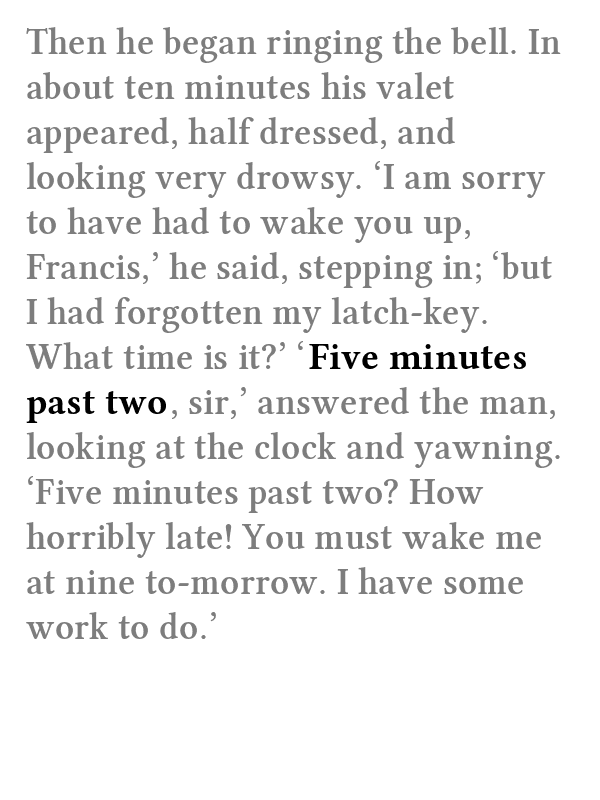 Then he began ringing the bell. In
about ten minutes his valet
appeared, half dressed, and
looking very drowsy. ‘I am sorry
to have had to wake you up,
Francis,’ he said, stepping in; ‘but
I had forgotten my latch-key.
What time is it?’ ‘Five minutes
past two, sir,’ answered the man,
looking at the clock and yawning.
‘Five minutes past two? How
horribly late! You must wake me
at nine to-morrow. I have some
work to do.’